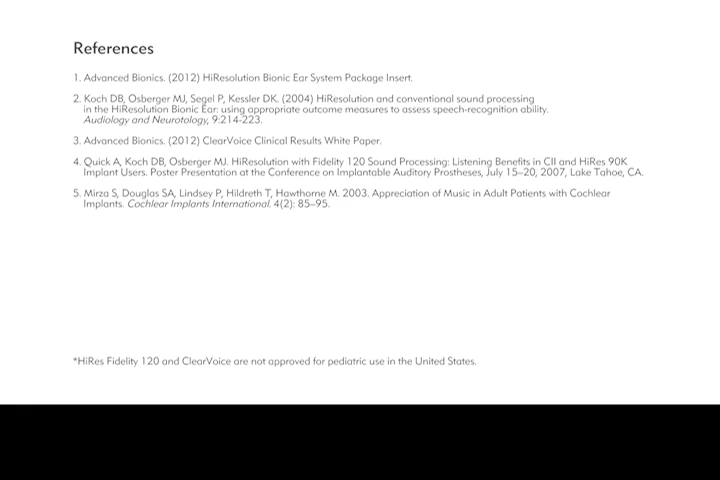 References
1. Advanced Bionics. (2012) HiResolution Bionic Ear System Package Insert.
2. Koch DB, Osberger MJ, Segel P, Kessler DK. (2004) HiResolution and conventional sound processing
in the HiResolution Bionic Ear: using appropriate outcome measures to assess speech-recognition ability.
Audiology and Neurotology, 9:214-223.
3. Advanced Bionics. (2012) ClearVoice Clinical Results White Paper.
4. Quick A, Koch DB, Osberger MJ. HiResolution with Fidelity 120 Sound Processing: Listening Benefits in CII and HiRes 90K
Implant Users. Poster Presentation at the Conference on Implantable Auditory Prostheses, July 15–20, 2007, Lake Tahoe, CA.
5. Mirza S, Douglas SA, Lindsey P, Hildreth T, Hawthorne M. 2003. Appreciation of Music in Adult Patients with Cochlear
Implants. Cochlear Implants International. 4(2): 85–95.
*HiRes Fidelity 120 and ClearVoice are not approved for pediatric use in the United States.